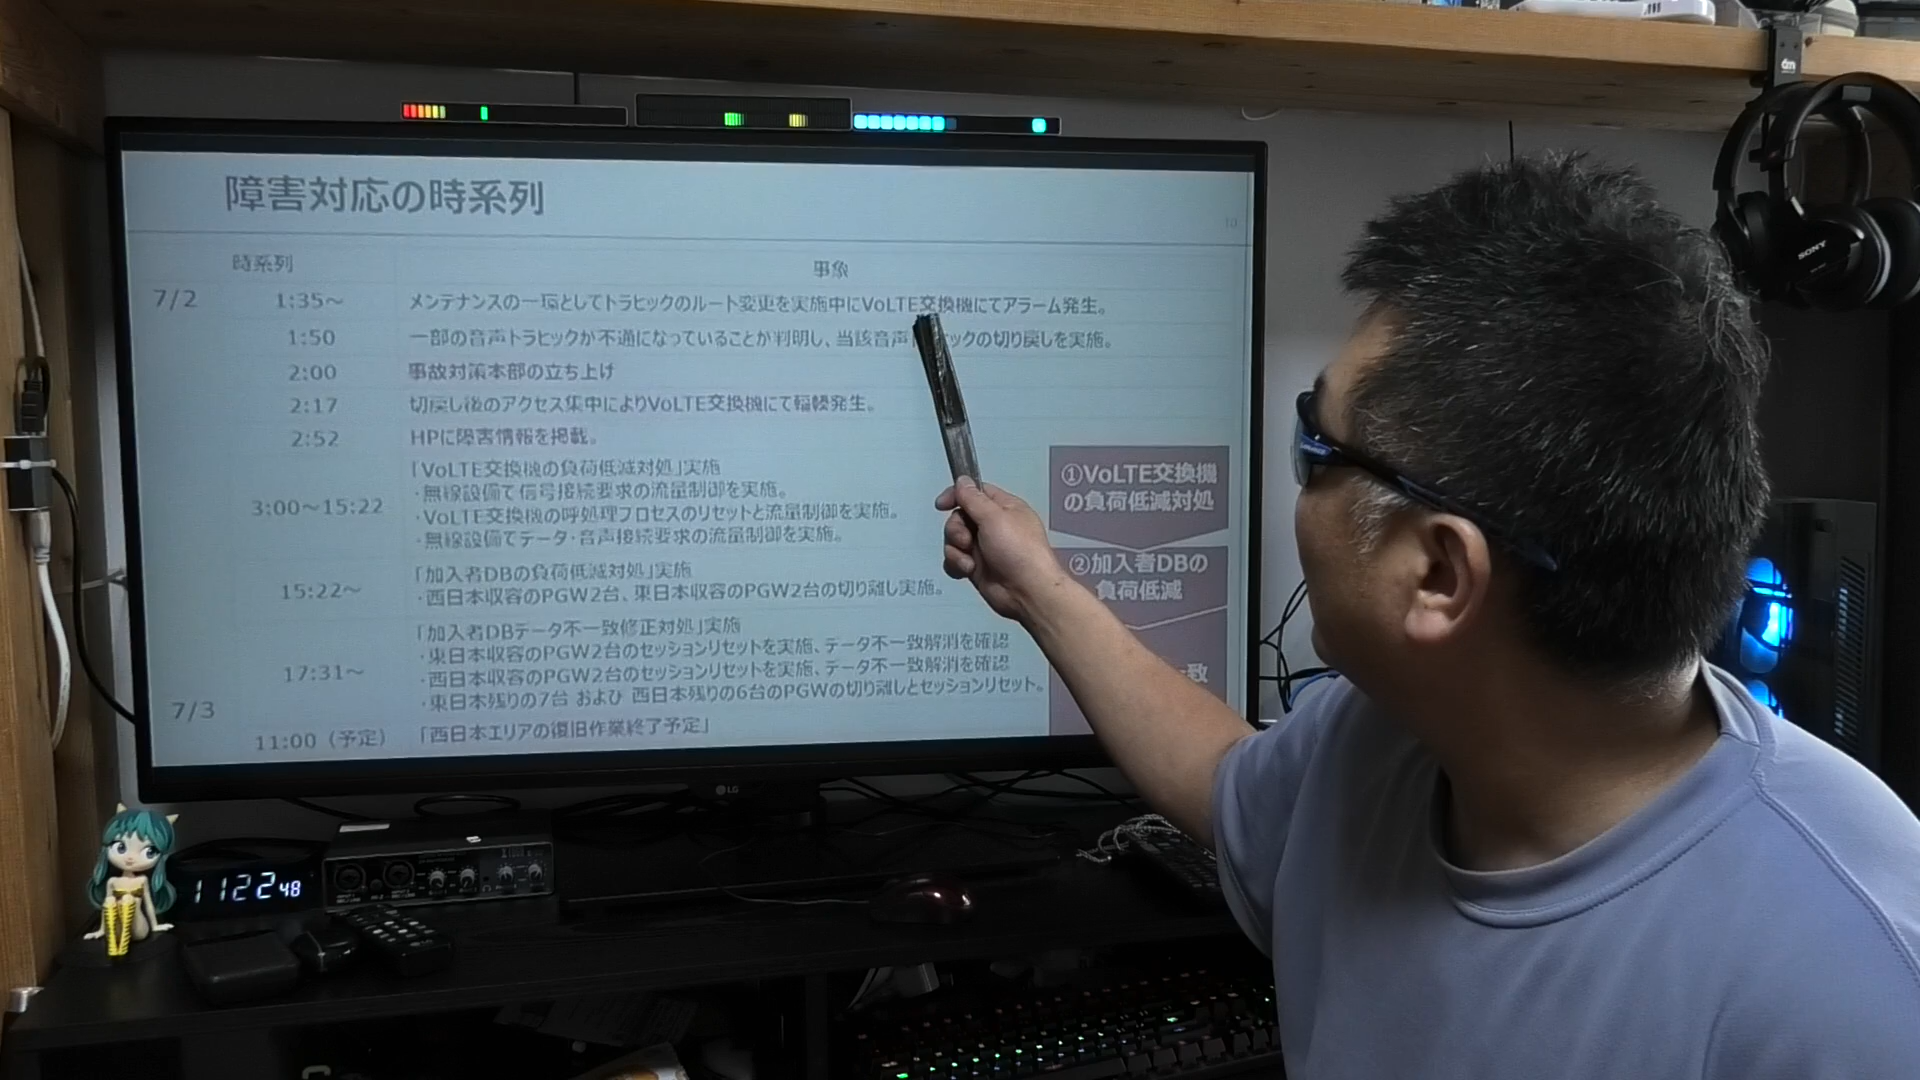 障害対応の時系列
10
時系列 事象
7/2 1:35～ メンテナンスの一環としてトラヒックのルート変更を実施中にVoLTE交換機にてアラーム発生。
1:50 一部の音声トラヒックが不通になっていることが判明し、当該音声 ックの切り戻しを実施。
2:00 事故対策本部の立ち上げ
2:17 切戻し後のアクセス集中によりVoLTE交換機にて輻輳発生。
2:52 HPに障害情報を掲載。
「VoLTE交換機の負荷低減対処」実施
・無線設備で信号接続要求の流量制御を実施。
3:00～15:22 ・VoLTE交換機の呼処理プロセスのリセットと流量制御を実施。
・無線設備でデータ・音声接続要求の流量制御を実施。
①VoLTE交換機
の負荷低減対処
「加入者DBの負荷低減対処」実施
15:22～ ・西日本収容のPGW2台、東日本収容のPGW2台の切り離し実施。
②加入者DBの
負荷低減
「加入者DBデータ不一致修正対処」実施
・東日本収容のPGW2台のセッションリセットを実施、データ不一致解消を確認
17:31～ ・西日本収容のPGW2台のセッションリセットを実施、データ不一致解消を確認
・東日本残りの7台 および 西日本残りの6台のPGWの切り離しとセッションリセット。
致
7/3
11:00（予定） 「西日本エリアの復旧作業終了予定」
LG
SONY
112248